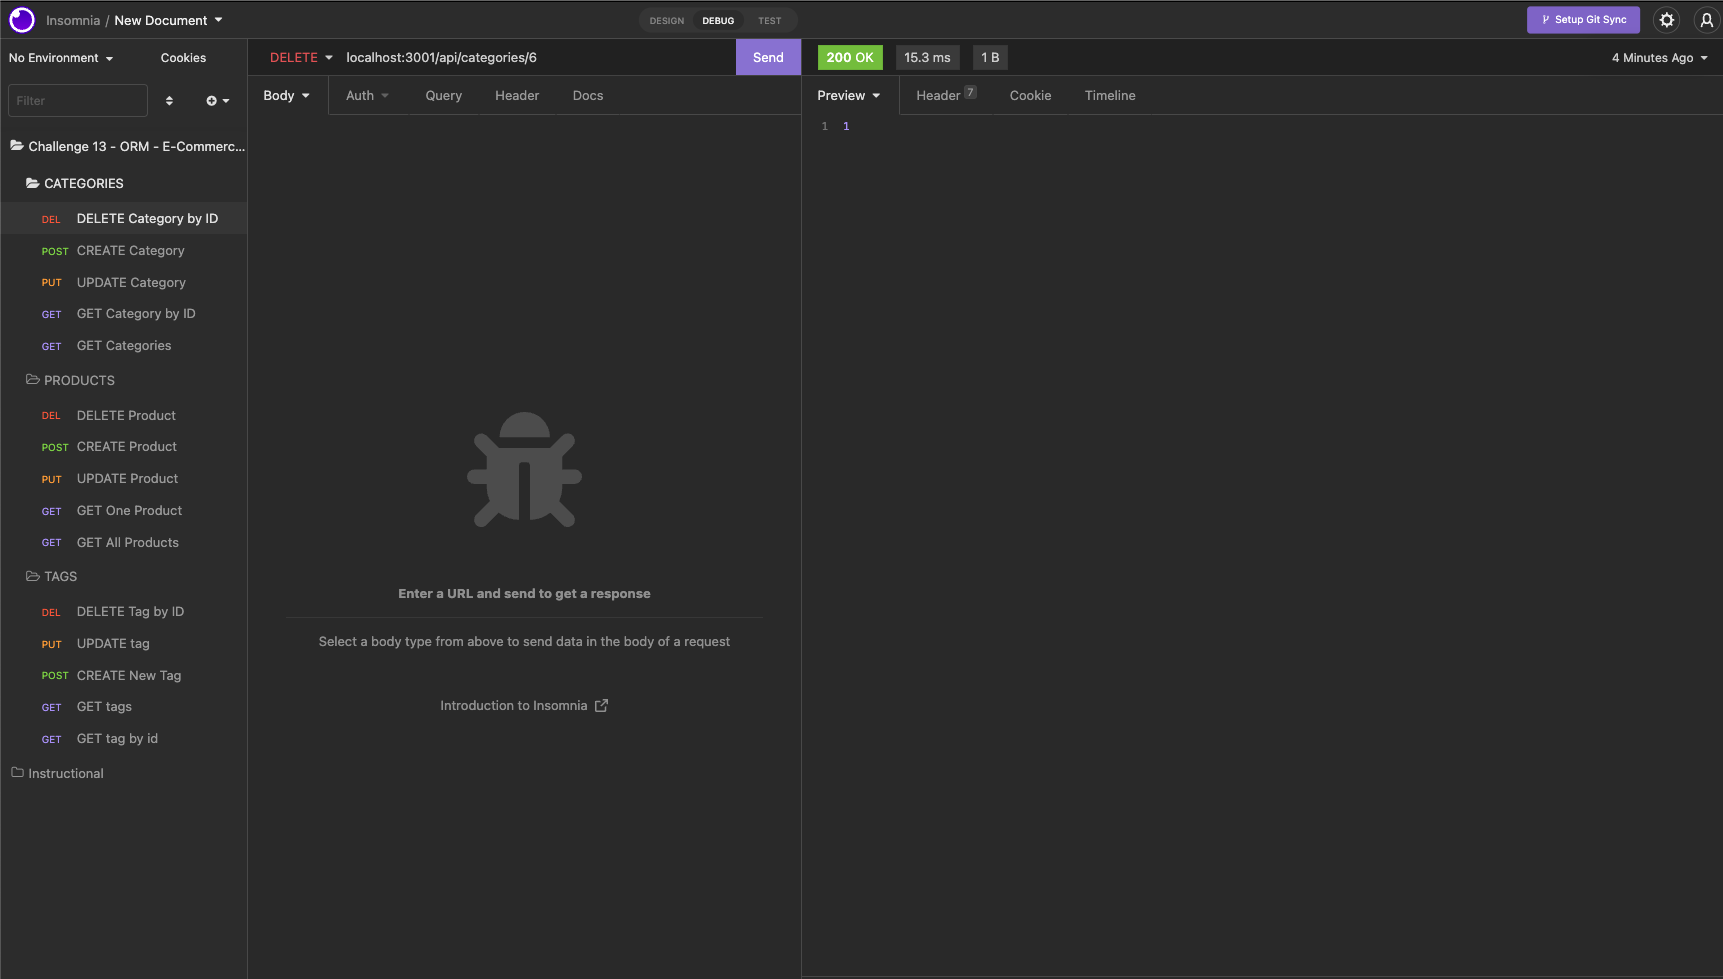 Insomnia / New Document
DESIGN DEBUG TEST
Setup Git Sync
No Environment Cookies
DELETE localhost:3001/api/categories/6 Send
200 OK 15.3 ms 1 B 4 Minutes Ago
Filter
Body Auth Query Header Docs
Preview Header 7 Cookie Timeline
1 1
Challenge 13 - ORM - E-Commerc...
CATEGORIES
DEL DELETE Category by ID
POST CREATE Category
PUT UPDATE Category
GET GET Category by ID
GET GET Categories
PRODUCTS
DEL DELETE Product
POST CREATE Product
PUT UPDATE Product
GET GET One Product
GET GET All Products
TAGS
DEL DELETE Tag by ID
PUT UPDATE tag
POST CREATE New Tag
GET GET tags
GET GET tag by id
Instructional
Enter a URL and send to get a response
Select a body type from above to send data in the body of a request
Introduction to Insomnia